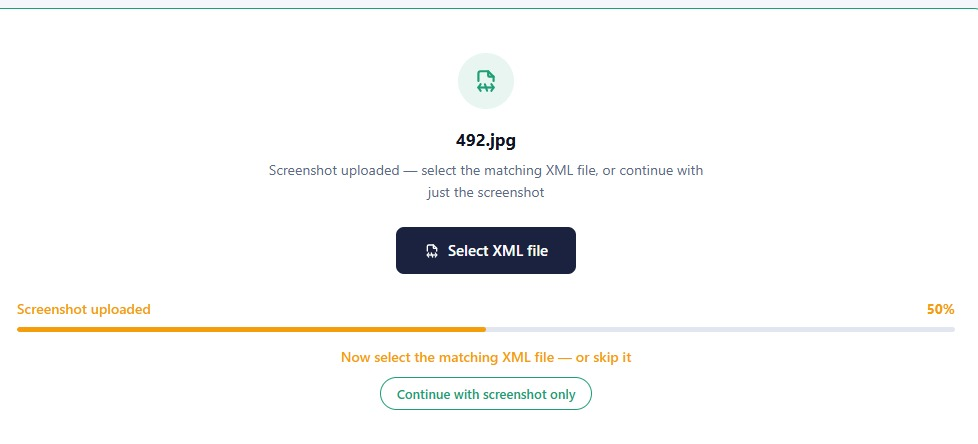 492.jpg
Screenshot uploaded — select the matching XML file, or continue with
just the screenshot
Select XML file
Screenshot uploaded 50%
Now select the matching XML file — or skip it
Continue with screenshot only